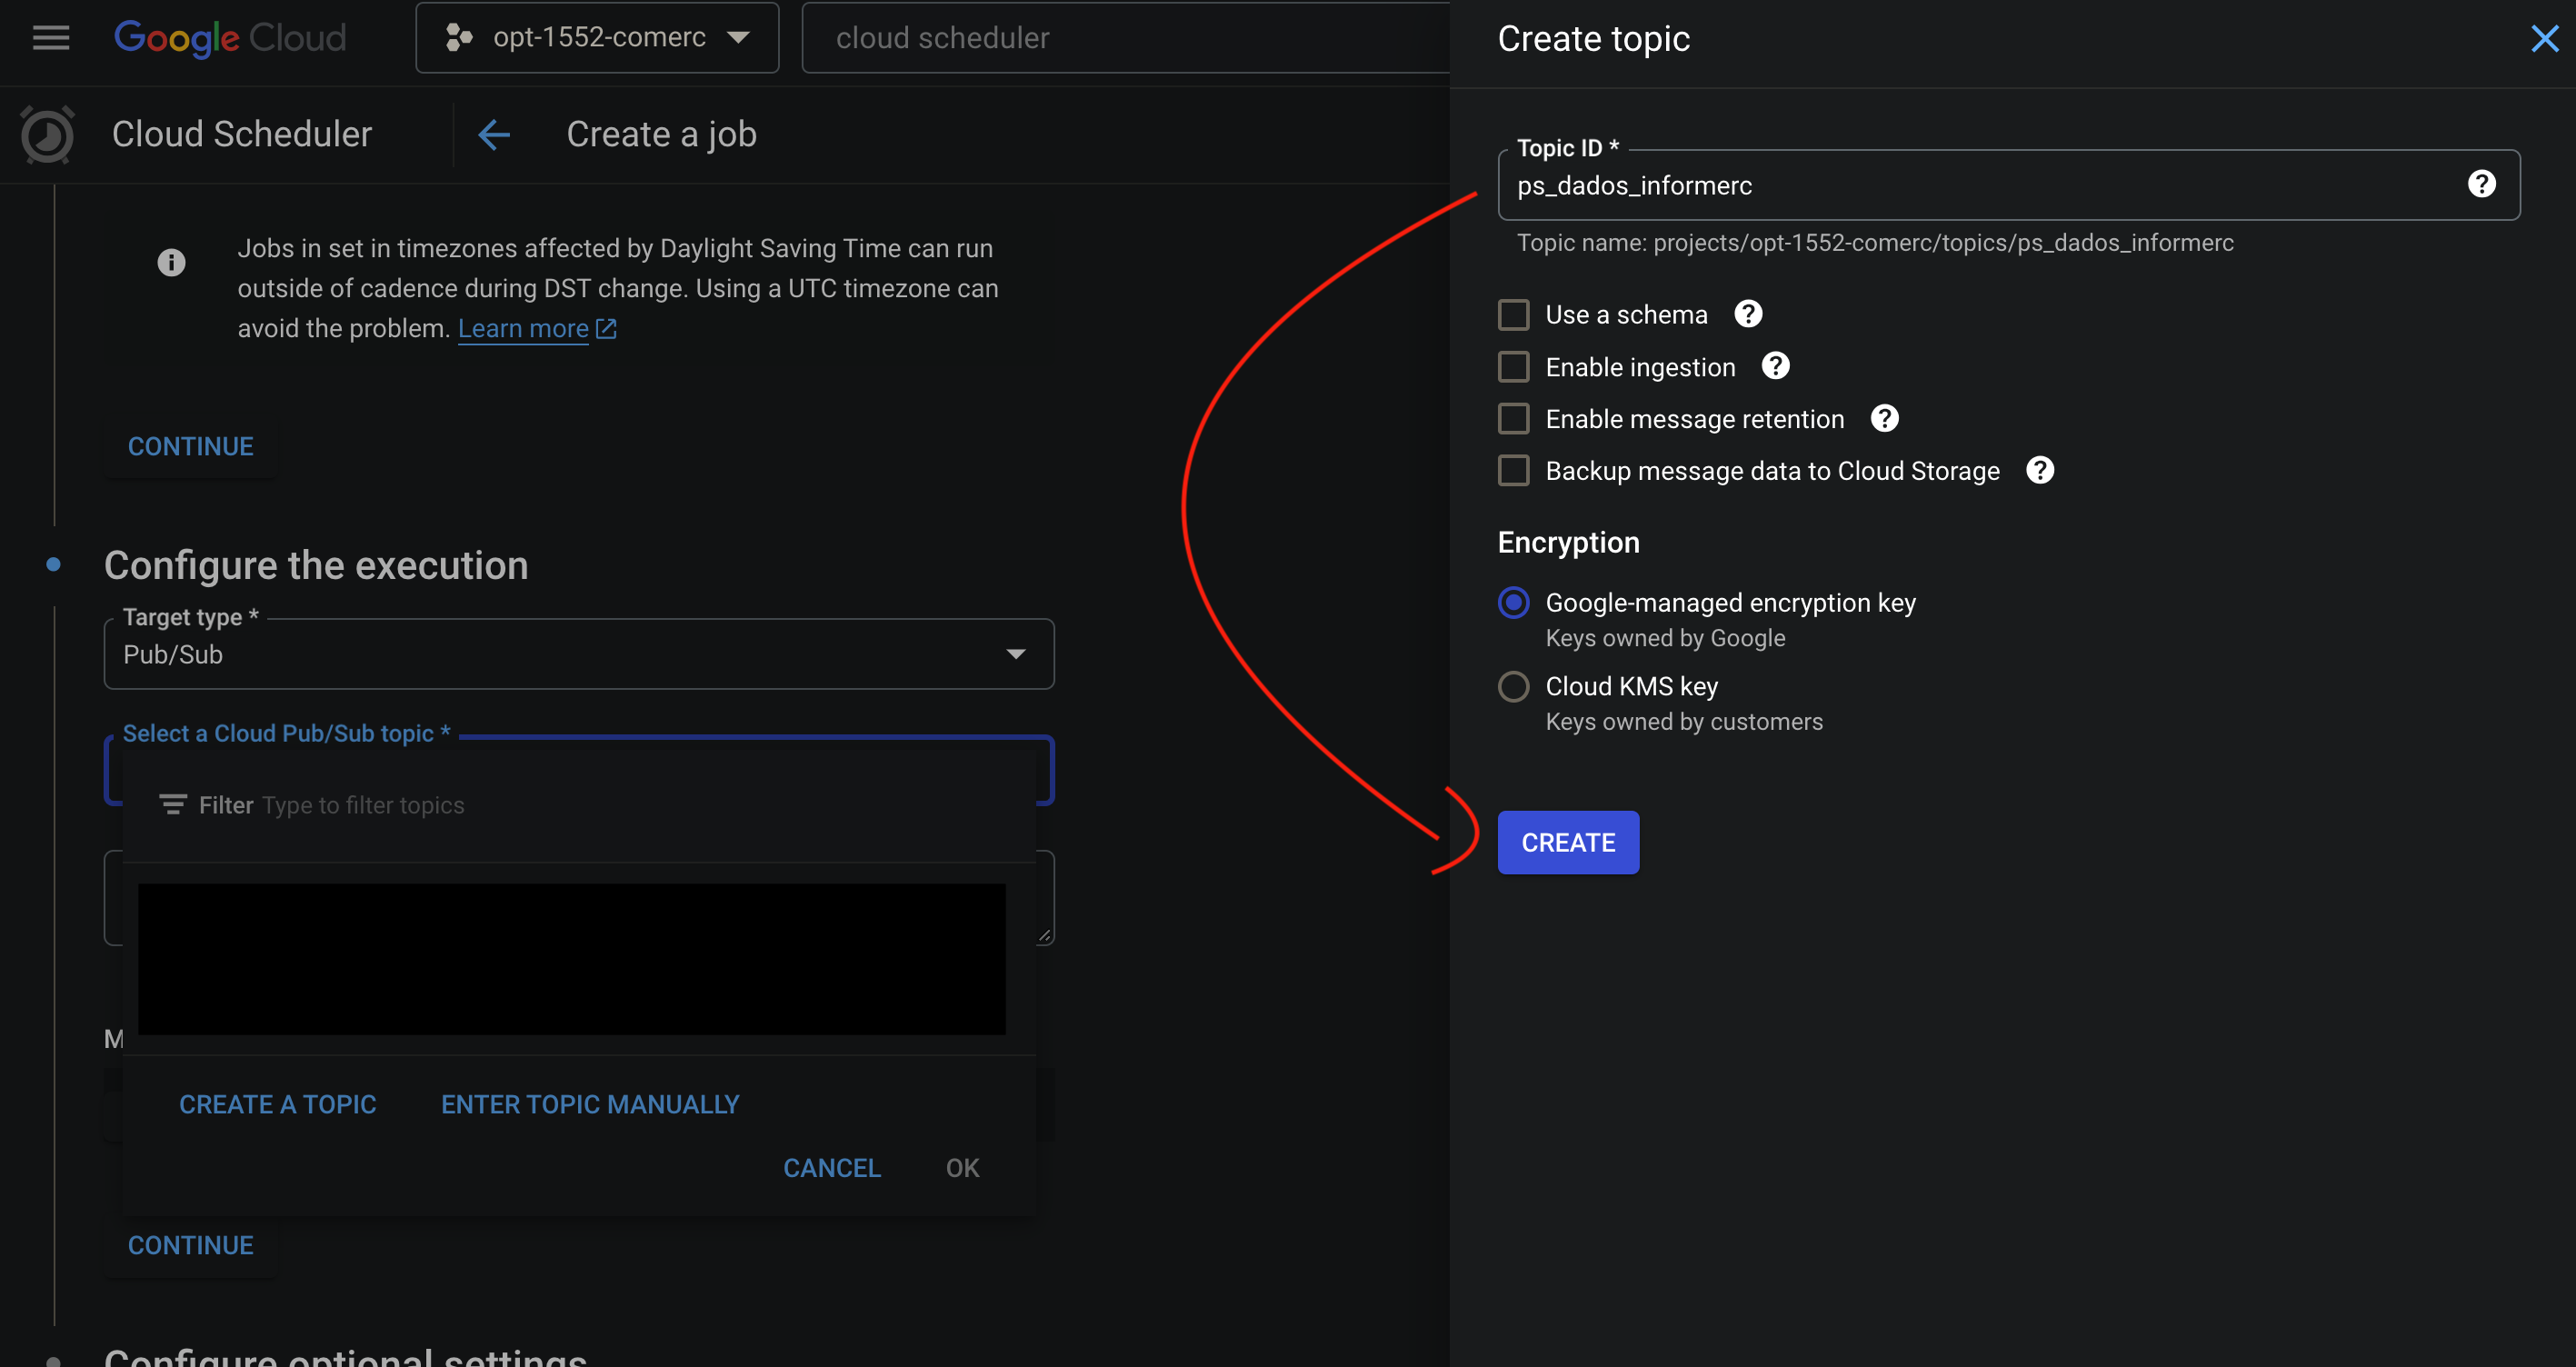 Google Cloud
opt-1552-comerc
cloud scheduler
Cloud Scheduler
Create a job
Jobs in set in timezones affected by Daylight Saving Time can run
outside of cadence during DST change. Using a UTC timezone can
avoid the problem. Learn more
CONTINUE
Configure the execution
Target type *
Pub/Sub
Select a Cloud Pub/Sub topic *
Filter Type to filter topics
M
CREATE A TOPIC
ENTER TOPIC MANUALLY
CANCEL
OK
CONTINUE
Configure optional settings
Create topic
Topic ID *
ps_dados_informerc
Topic name: projects/opt-1552-comerc/topics/ps_dados_informerc
Use a schema
Enable ingestion
Enable message retention
Backup message data to Cloud Storage
Encryption
Google-managed encryption key
Keys owned by Google
Cloud KMS key
Keys owned by customers
CREATE